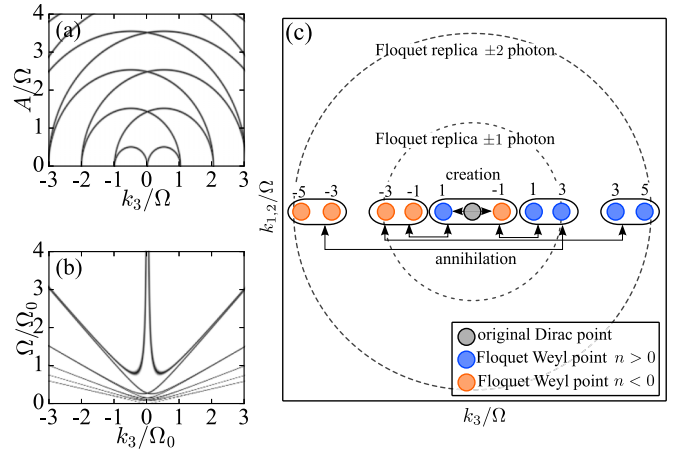 (a)
A/Ω
4
3
2
1
0
-3 -2 -1 0 1 2 3
k₃/Ω
(b)
Ω/Ω₀
4
3
2
1
0
-3 -2 -1 0 1 2 3
k₃/Ω₀
(c)
Floquet replica ±2 photon
Floquet replica ±1 photon
creation
-5 -3 -3 -1 1 -1 1 3 3 5
annihilation
k₁,₂/Ω
original Dirac point
Floquet Weyl point n > 0
Floquet Weyl point n < 0
k₃/Ω